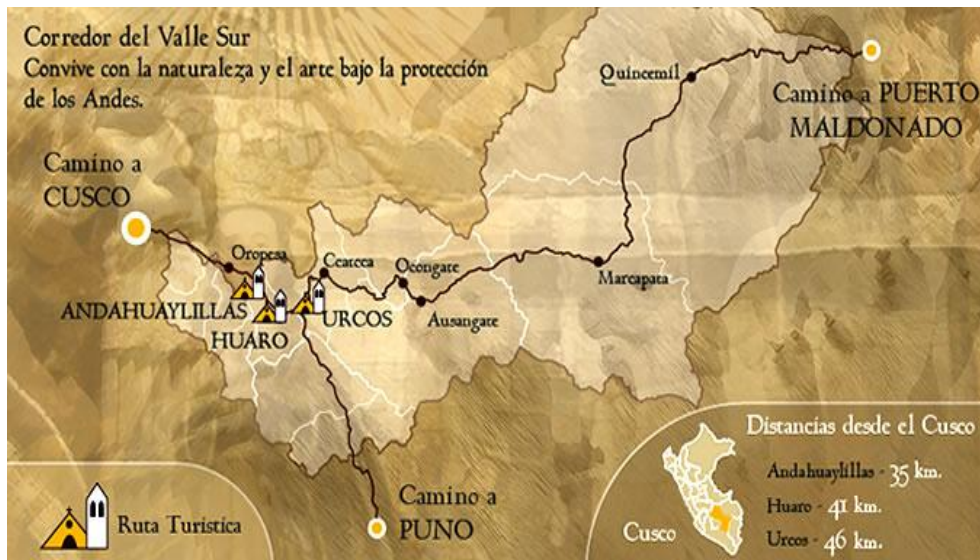 Corredor del Valle Sur
Convive con la naturaleza y el arte bajo la protección
de los Andes.
Quincemil
Camino a PUERTO
MALDONADO
Camino a
CUSCO
Oropesa
Ccatcca
Ocongate
Marcapata
ANDAHUAYLILLAS
URCOS
Ausangate
HUARO
Camino a
PUNO
Ruta Turistica
Distancias desde el Cusco
Andahuaylillas - 35 km.
Huaro - 41 km.
Urcos - 46 km.
Cusco